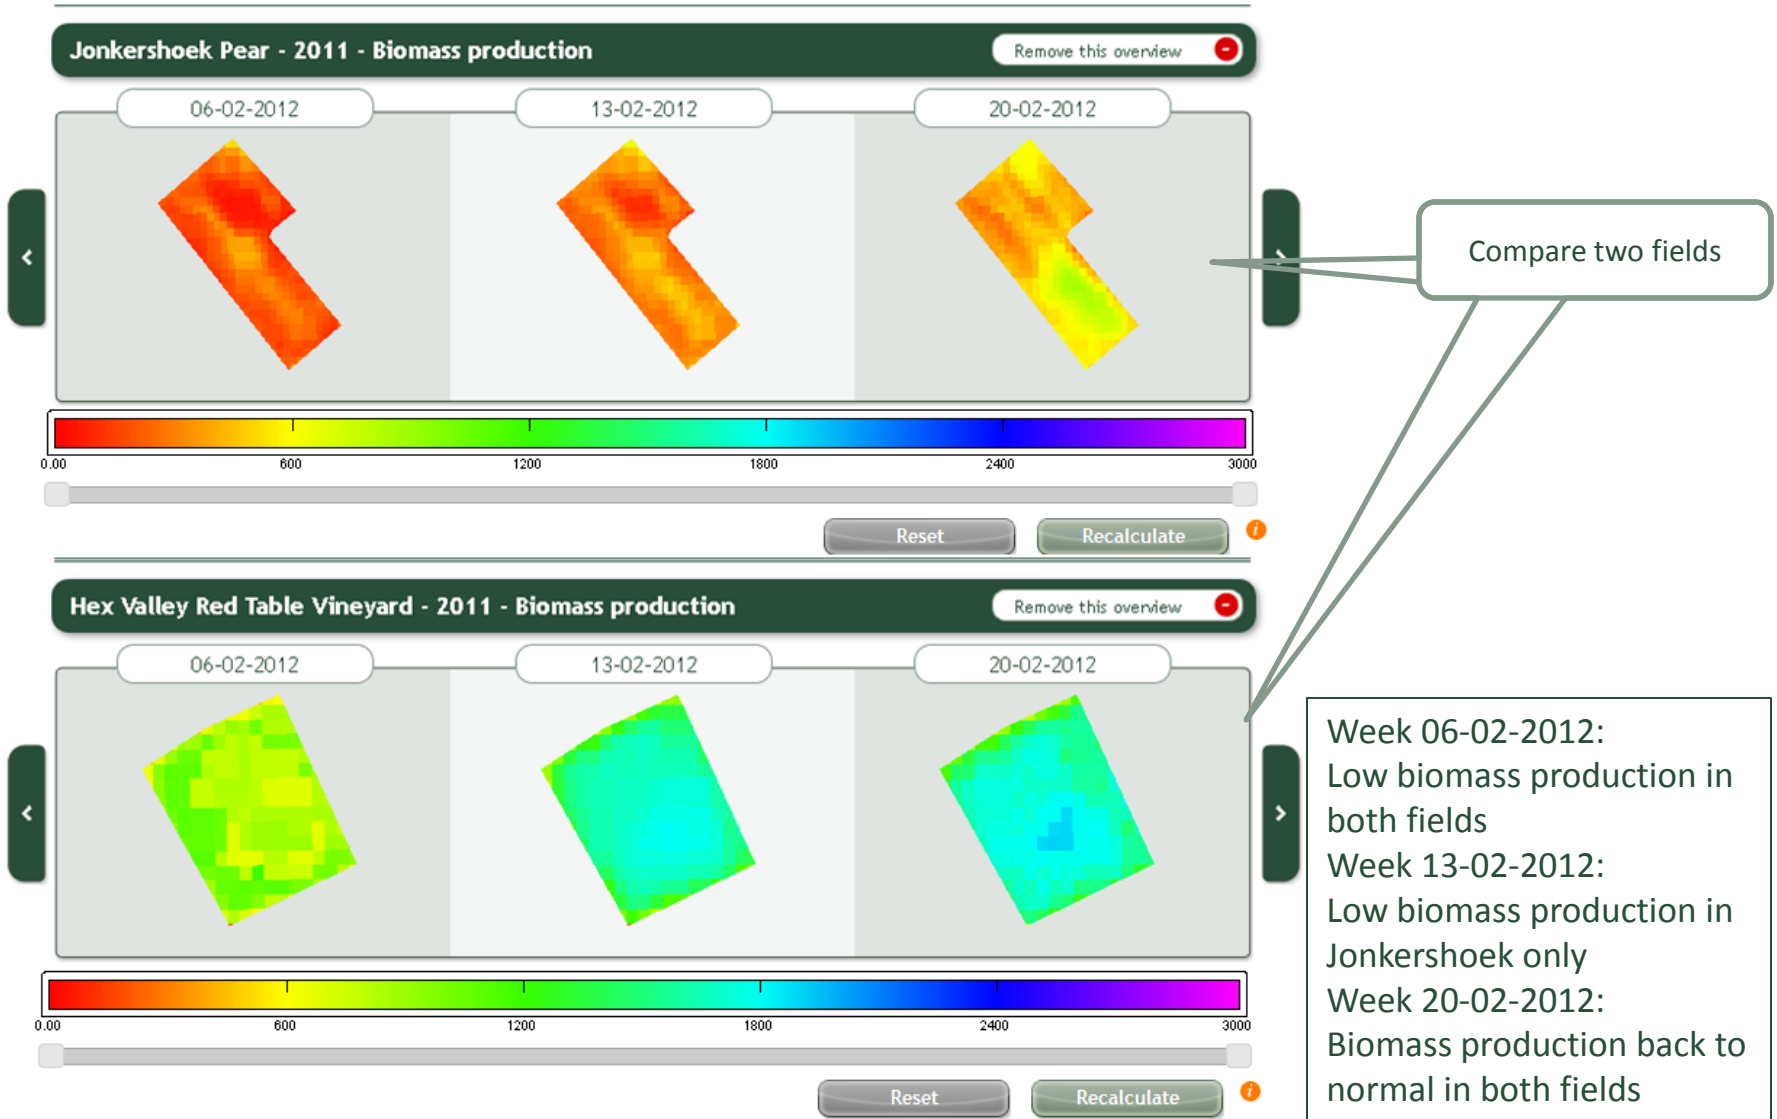 Jonkershoek Pear - 2011 - Biomass production
Remove this overview
06-02-2012
13-02-2012
20-02-2012
Compare two fields
0.00 600 1200 1800 2400 3000
Reset
Recalculate
i
Hex Valley Red Table Vineyard - 2011 - Biomass production
Remove this overview
06-02-2012
13-02-2012
20-02-2012
0.00 600 1200 1800 2400 3000
Reset
Recalculate
i
Week 06-02-2012:
Low biomass production in
both fields
Week 13-02-2012:
Low biomass production in
Jonkershoek only
Week 20-02-2012:
Biomass production back to
normal in both fields